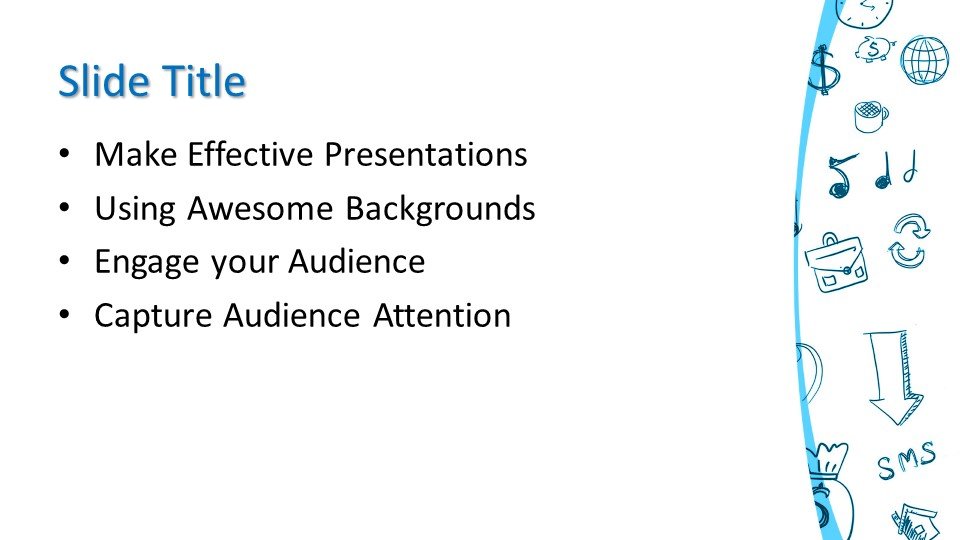 Slide Title
• Make Effective Presentations
• Using Awesome Backgrounds
• Engage your Audience
• Capture Audience Attention
$
$
SMS